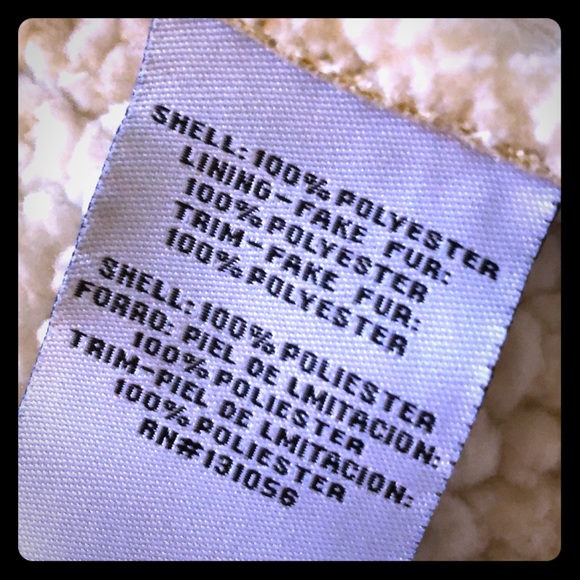 SHELL: 100% POLYESTER
LINING-FAKE FUR:
100% POLYESTER
TRIM-FAKE FUR:
100% POLYESTER
SHELL: 100% POLIESTER
FORRO: PIEL DE LMITACION:
100% POLIESTER
TRIM-PIEL DE LMITACION:
100% POLIESTER
RN#131056